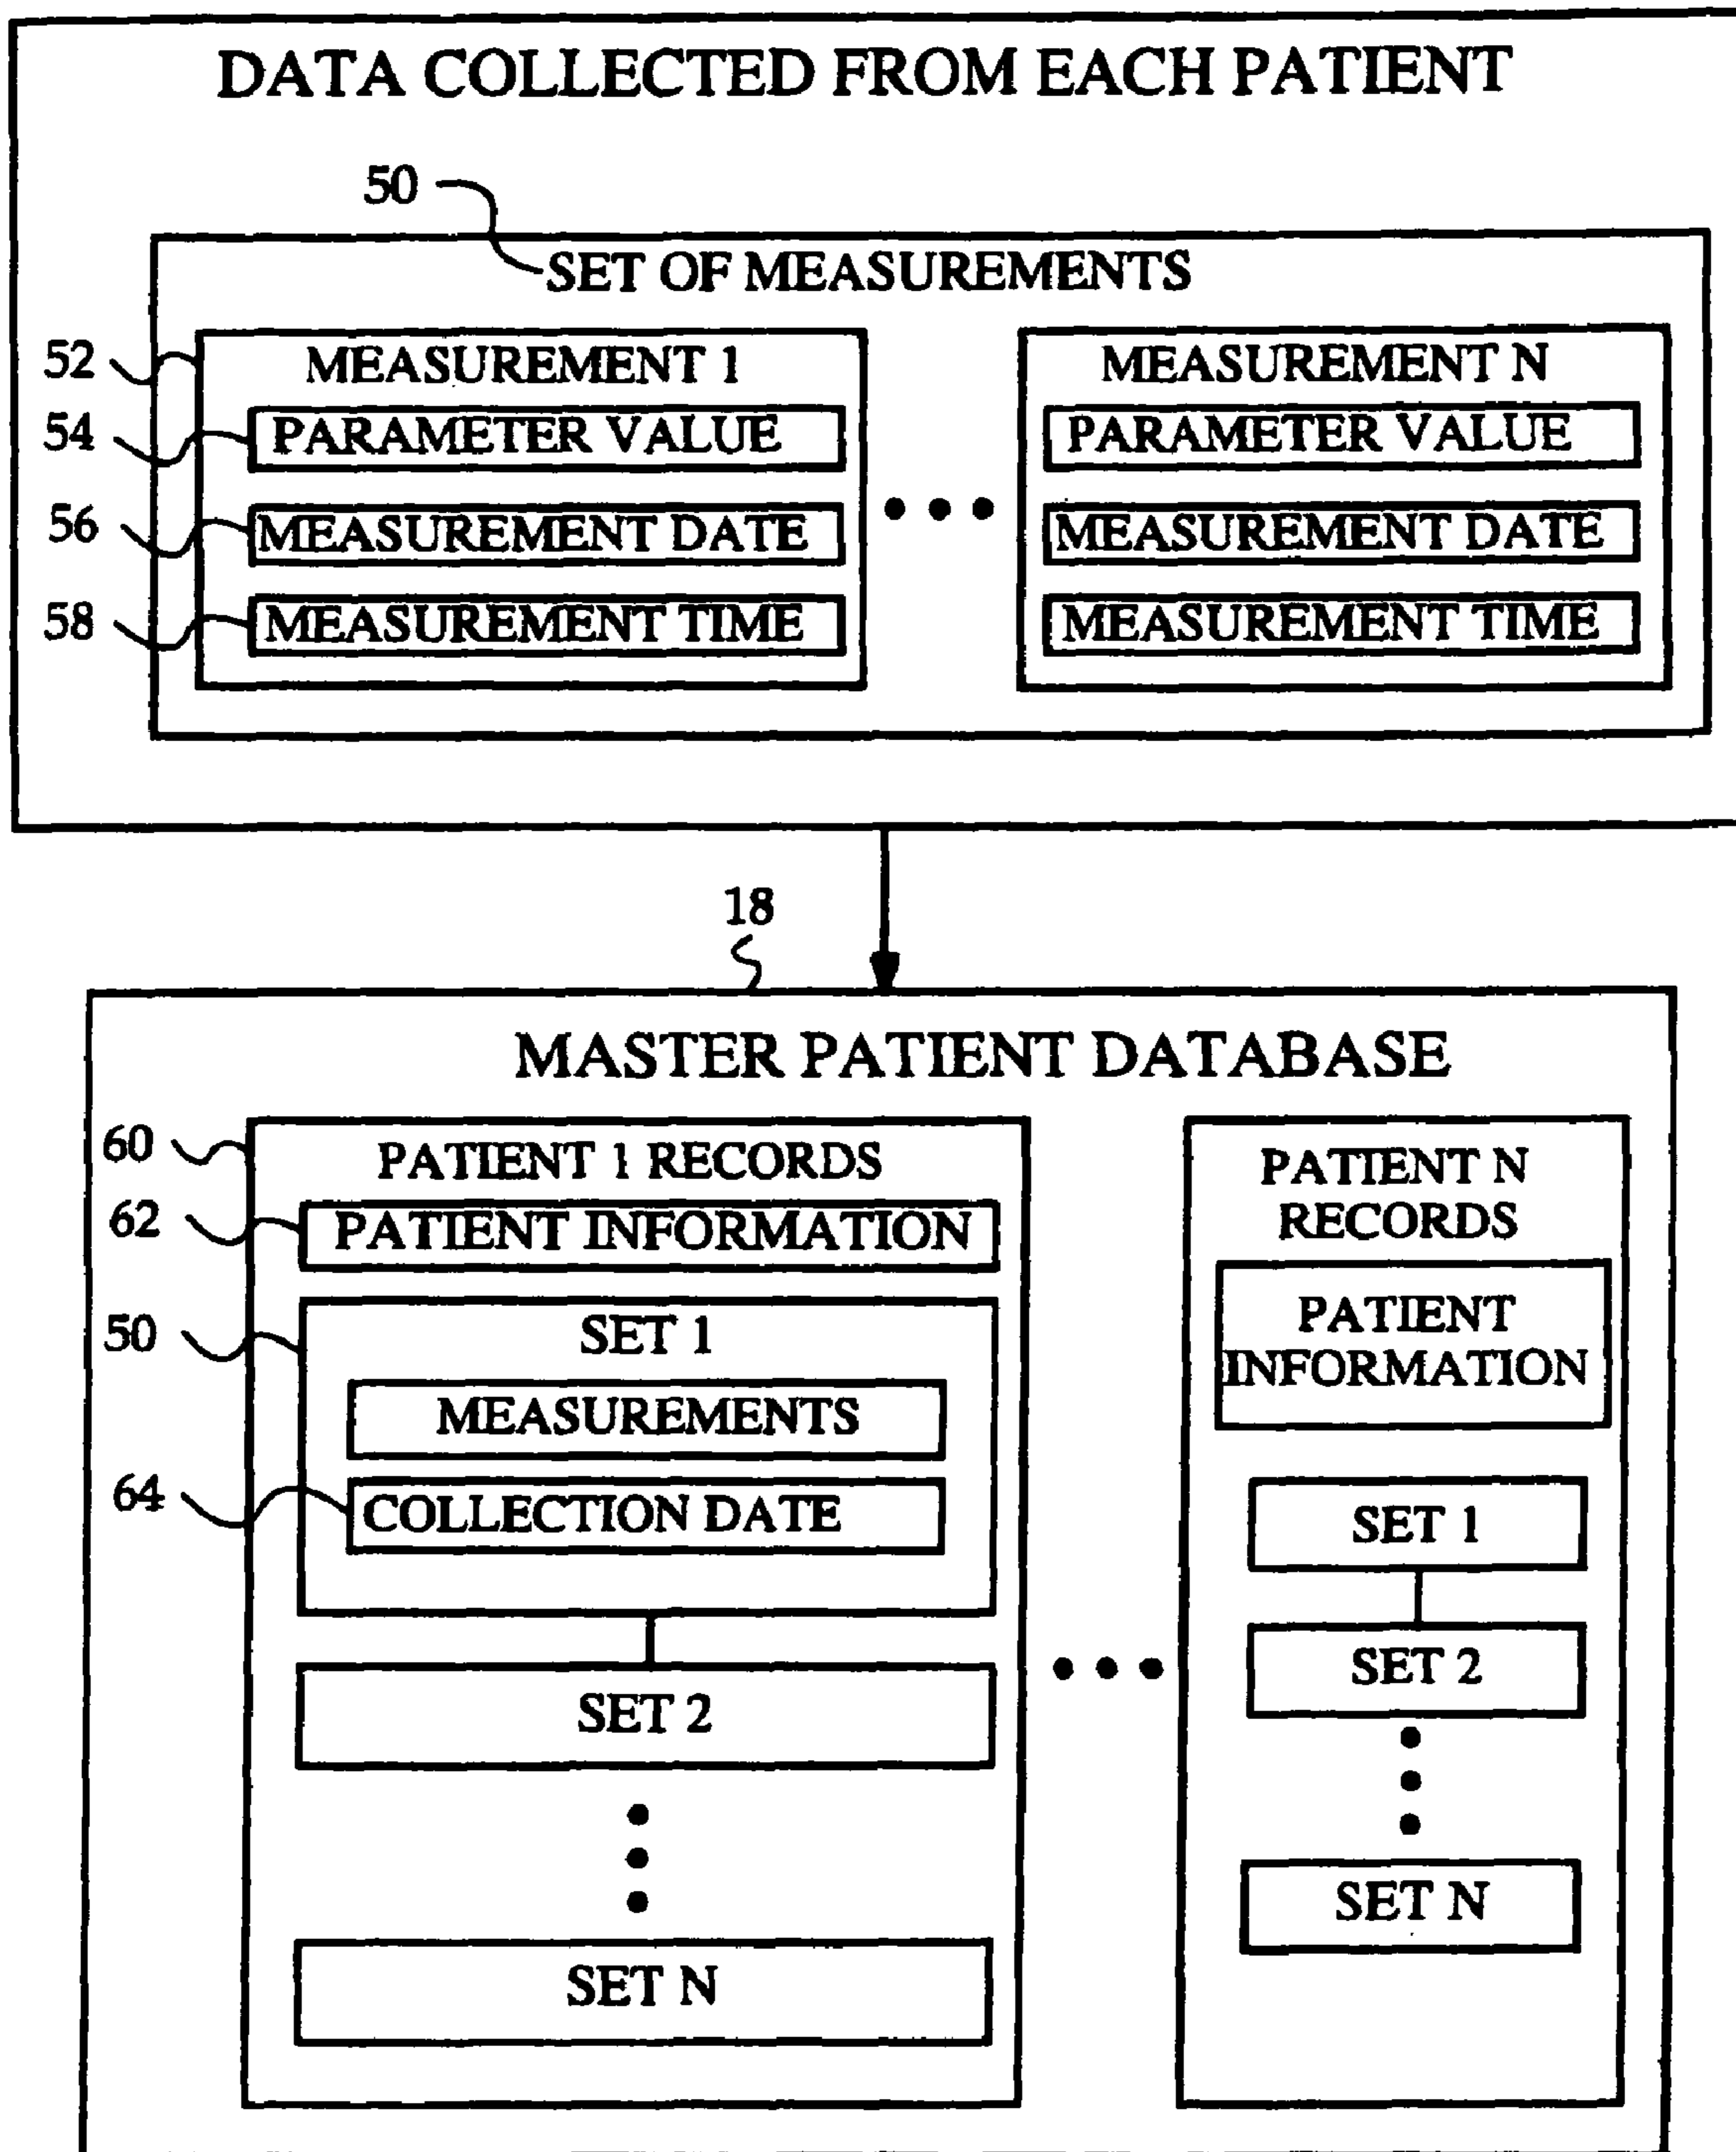 DATA COLLECTED FROM EACH PATIENT
50
SET OF MEASUREMENTS
52
MEASUREMENT 1
54
PARAMETER VALUE
56
MEASUREMENT DATE
58
MEASUREMENT TIME
MEASUREMENT N
PARAMETER VALUE
MEASUREMENT DATE
MEASUREMENT TIME
18
MASTER PATIENT DATABASE
60
PATIENT 1 RECORDS
62
PATIENT INFORMATION
50
SET 1
MEASUREMENTS
64
COLLECTION DATE
SET 2
SET N
PATIENT N
RECORDS
PATIENT
INFORMATION
SET 1
SET 2
SET N